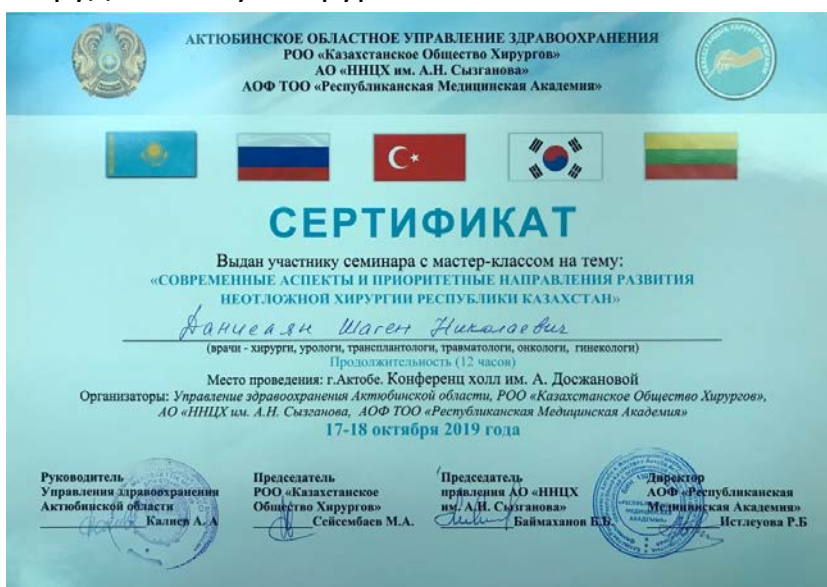 АКТЮБИНСКОЕ ОБЛАСТНОЕ УПРАВЛЕНИЕ ЗДРАВООХРАНЕНИЯ
РОО «Казахстанское Общество Хирургов»
АО «ННЦХ им. А.Н. Сызганова»
АОФ ТОО «Республиканская Медицинская Академия»
СЕРТИФИКАТ
Выдан участнику семинара с мастер-классом на тему:
«СОВРЕМЕННЫЕ АСПЕКТЫ И ПРИОРИТЕТНЫЕ НАПРАВЛЕНИЯ РАЗВИТИЯ
НЕОТЛОЖНОЙ ХИРУРГИИ РЕСПУБЛИКИ КАЗАХСТАН»
Даниелян Шаген Николаевич
(врачи - хирурги, урологи, трансплантологи, травматологи, онкологи, гинекологи)
Продолжительность (12 часов)
Место проведения: г.Актобе. Конференц холл им. А. Досжановой
Организаторы: Управление здравоохранения Актюбинской области, РОО «Казахстанское Общество Хирургов»,
АО «ННЦХ им. А.Н. Сызганова, АОФ ТОО «Республиканская Медицинская Академия»
17-18 октября 2019 года
Руководитель
Управления здравоохранения
Актюбинской области
Калиев А. А
Председатель
РОО «Казахстанское
Общество Хирургов»
Сейсембаев М.А.
Председатель
правления АО «ННЦХ
им. А.Н. Сызганова»
Баймаханов Б.Б.
Директор
АОФ «Республиканская
Медицинская Академия»
Истлеуова Р.Б